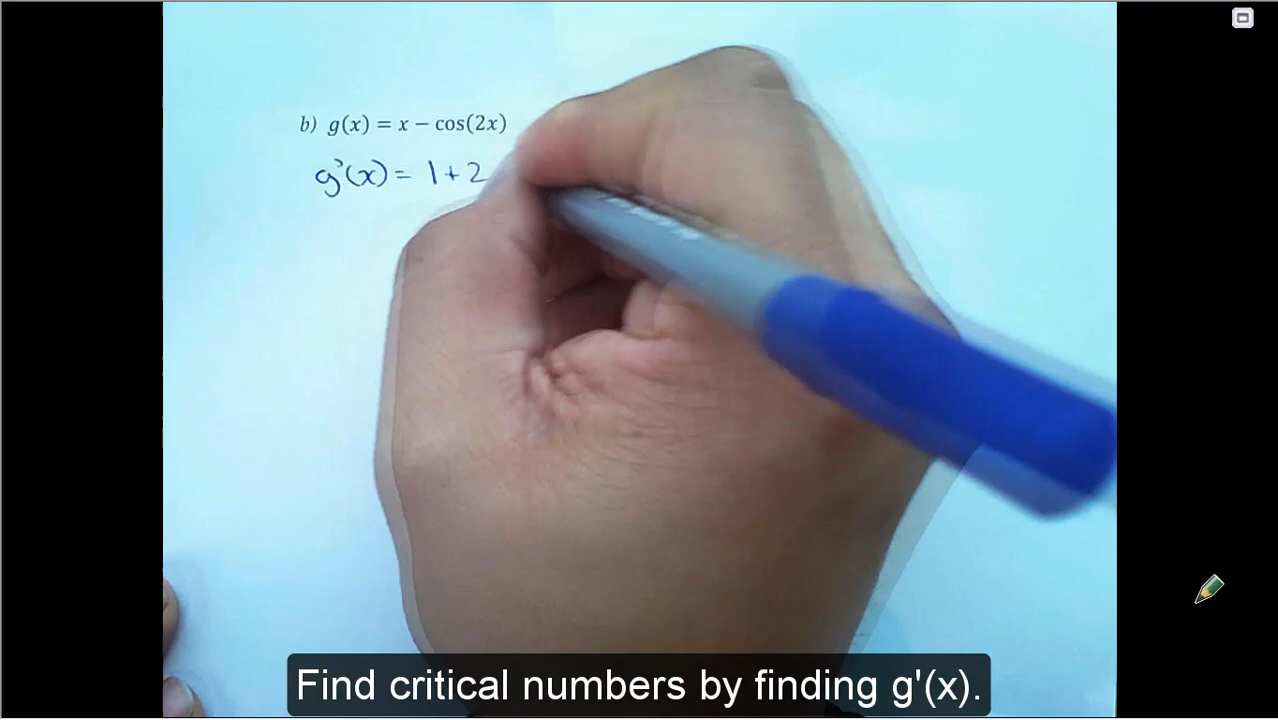 b) g(x) = x − cos(2x)
g'(x) = 1 + 2
Find critical numbers by finding g'(x).